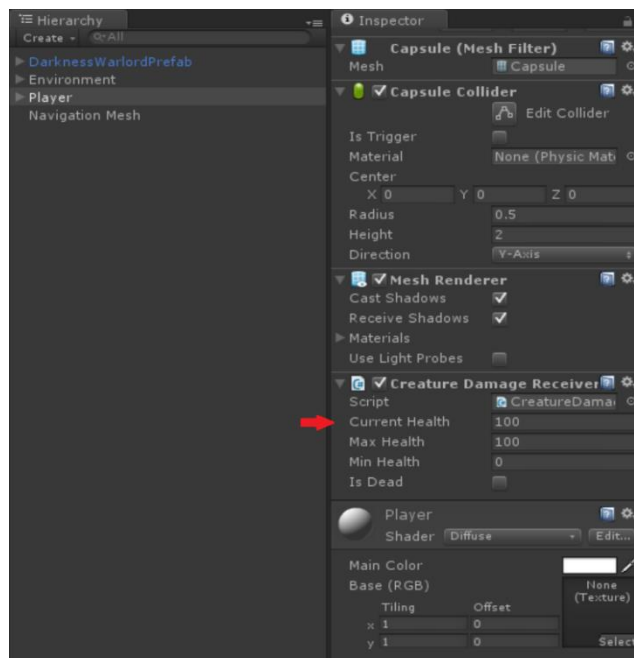 Hierarchy
Create
All
DarknessWarlordPrefab
Environment
Player
Navigation Mesh
Inspector
Capsule (Mesh Filter)
Mesh Capsule
Capsule Collider
Edit Collider
Is Trigger
Material None (Physic Mat
Center
X 0 Y 0 Z 0
Radius 0.5
Height 2
Direction Y-Axis
Mesh Renderer
Cast Shadows
Receive Shadows
Materials
Use Light Probes
Creature Damage Receiver
Script CreatureDama
Current Health 100
Max Health 100
Min Health 0
Is Dead
Player
Shader Diffuse Edit...
Main Color
Base (RGB) None
(Texture)
Tiling Offset
x 1 0
y 1 0 Select